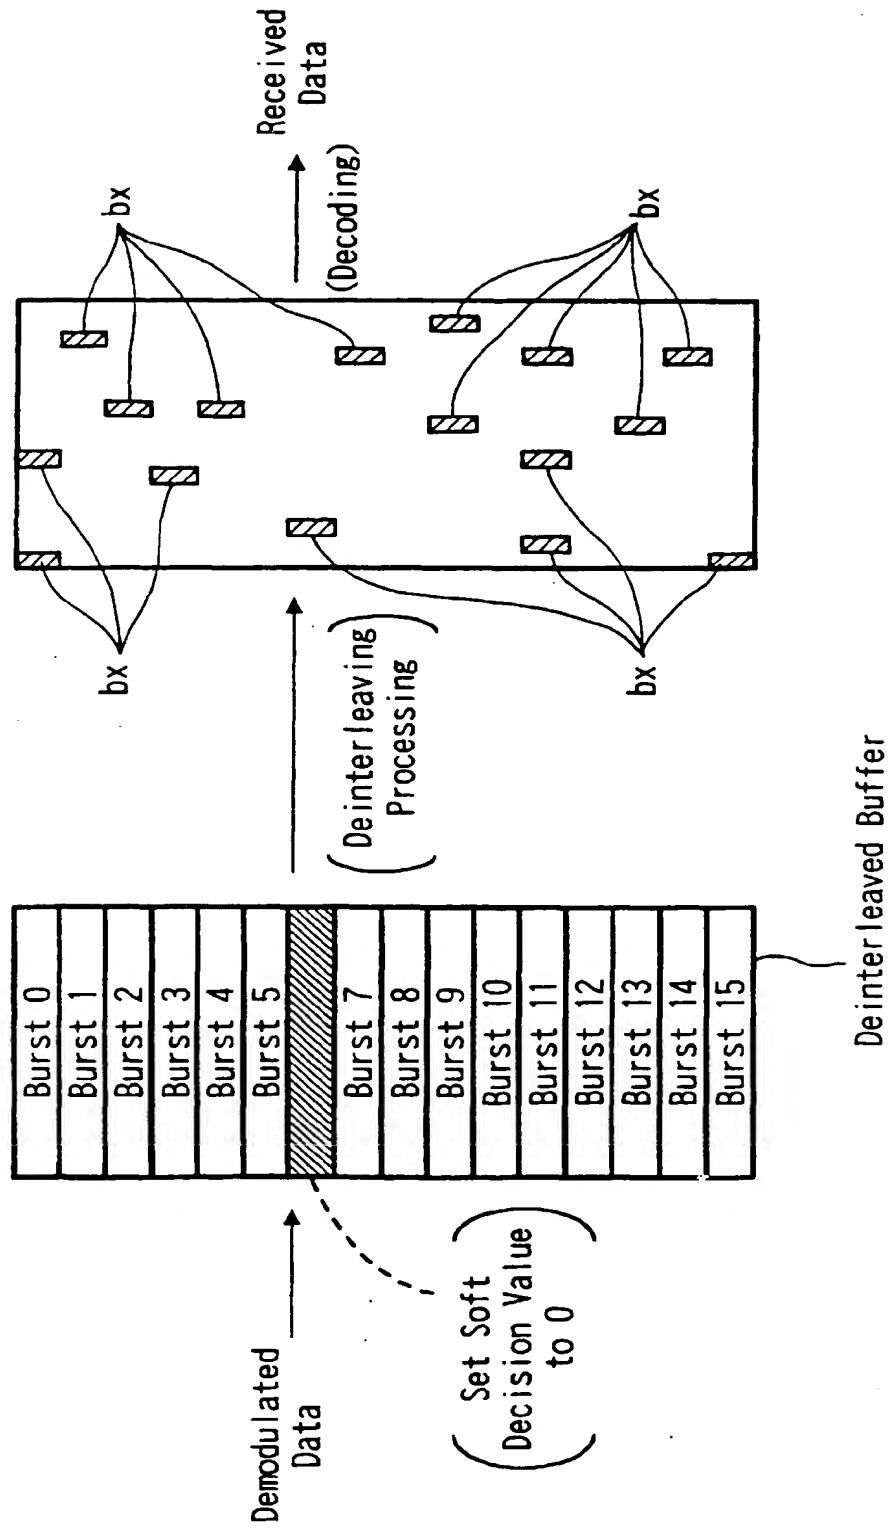 Demodulated
Data
(Set Soft
Decision Value
to 0)
Burst 0
Burst 1
Burst 2
Burst 3
Burst 4
Burst 5
Burst 7
Burst 8
Burst 9
Burst 10
Burst 11
Burst 12
Burst 13
Burst 14
Burst 15
Deinterleaved Buffer
(Deinterleaving
Processing)
bx
bx
bx
bx
(Decoding)
Received
Data